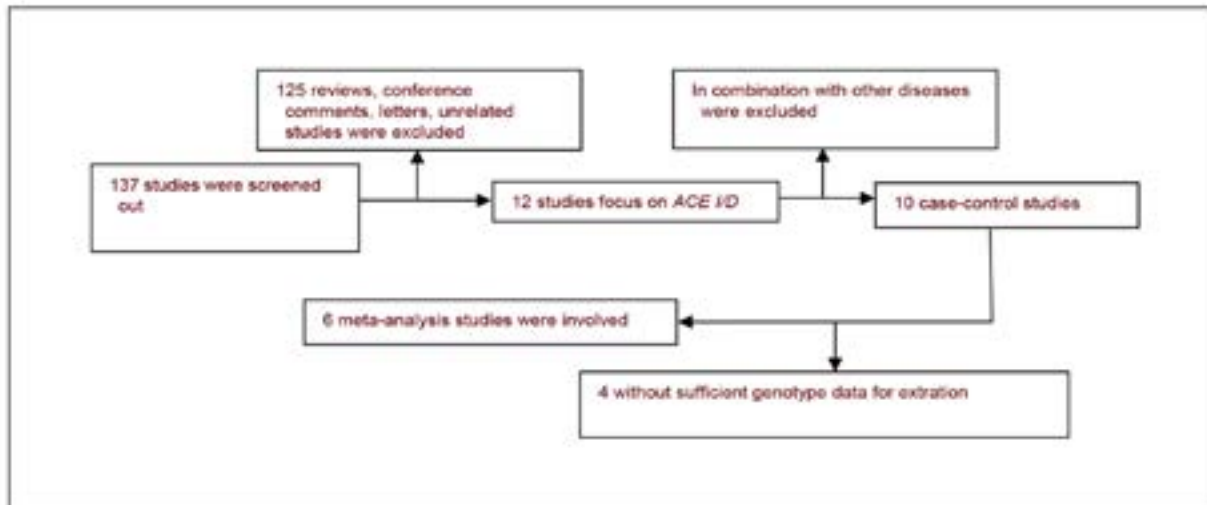 125 reviews, conference
comments, letters, unrelated
studies were excluded
In combination with other diseases
were excluded
137 studies were screened
out
12 studies focus on ACE I/D
10 case-control studies
6 meta-analysis studies were involved
4 without sufficient genotype data for extration